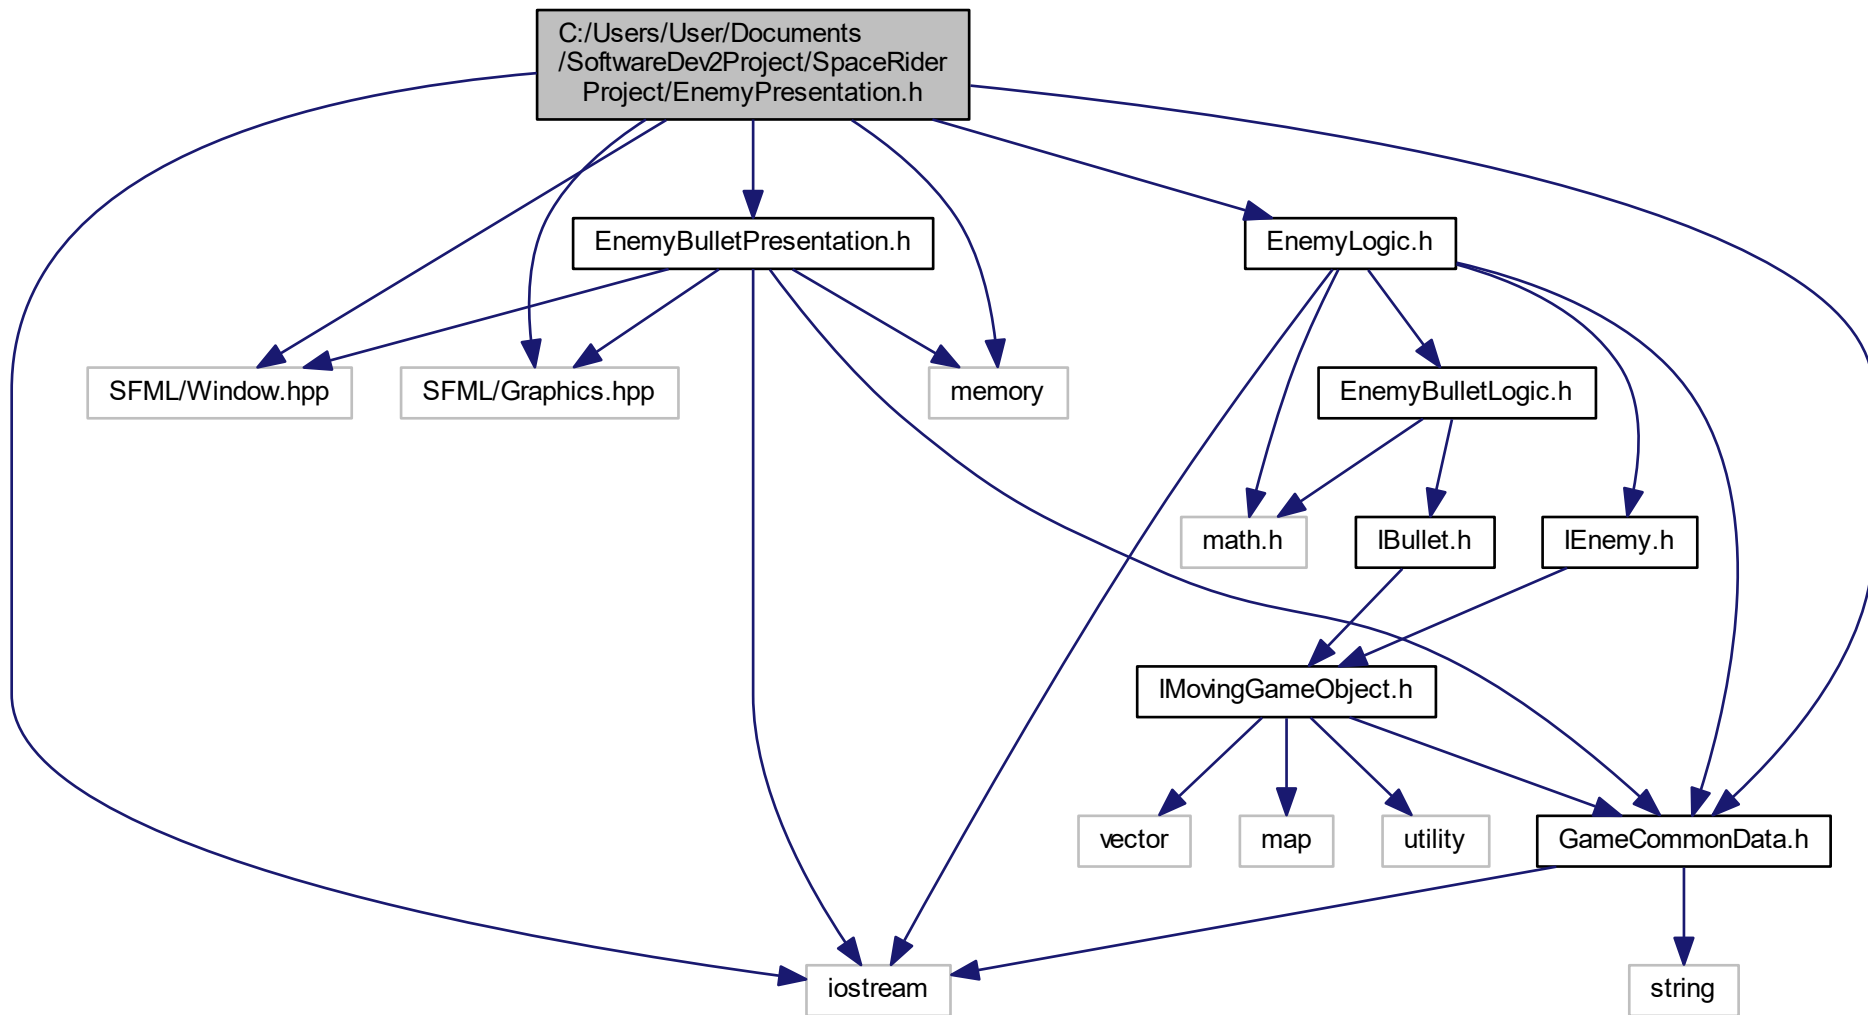 C:/Users/User/Documents
/SoftwareDev2Project/SpaceRider
Project/EnemyPresentation.h
EnemyBulletPresentation.h
EnemyLogic.h
SFML/Window.hpp
SFML/Graphics.hpp
memory
EnemyBulletLogic.h
math.h
IBullet.h
IEnemy.h
IMovingGameObject.h
vector
map
utility
GameCommonData.h
iostream
string